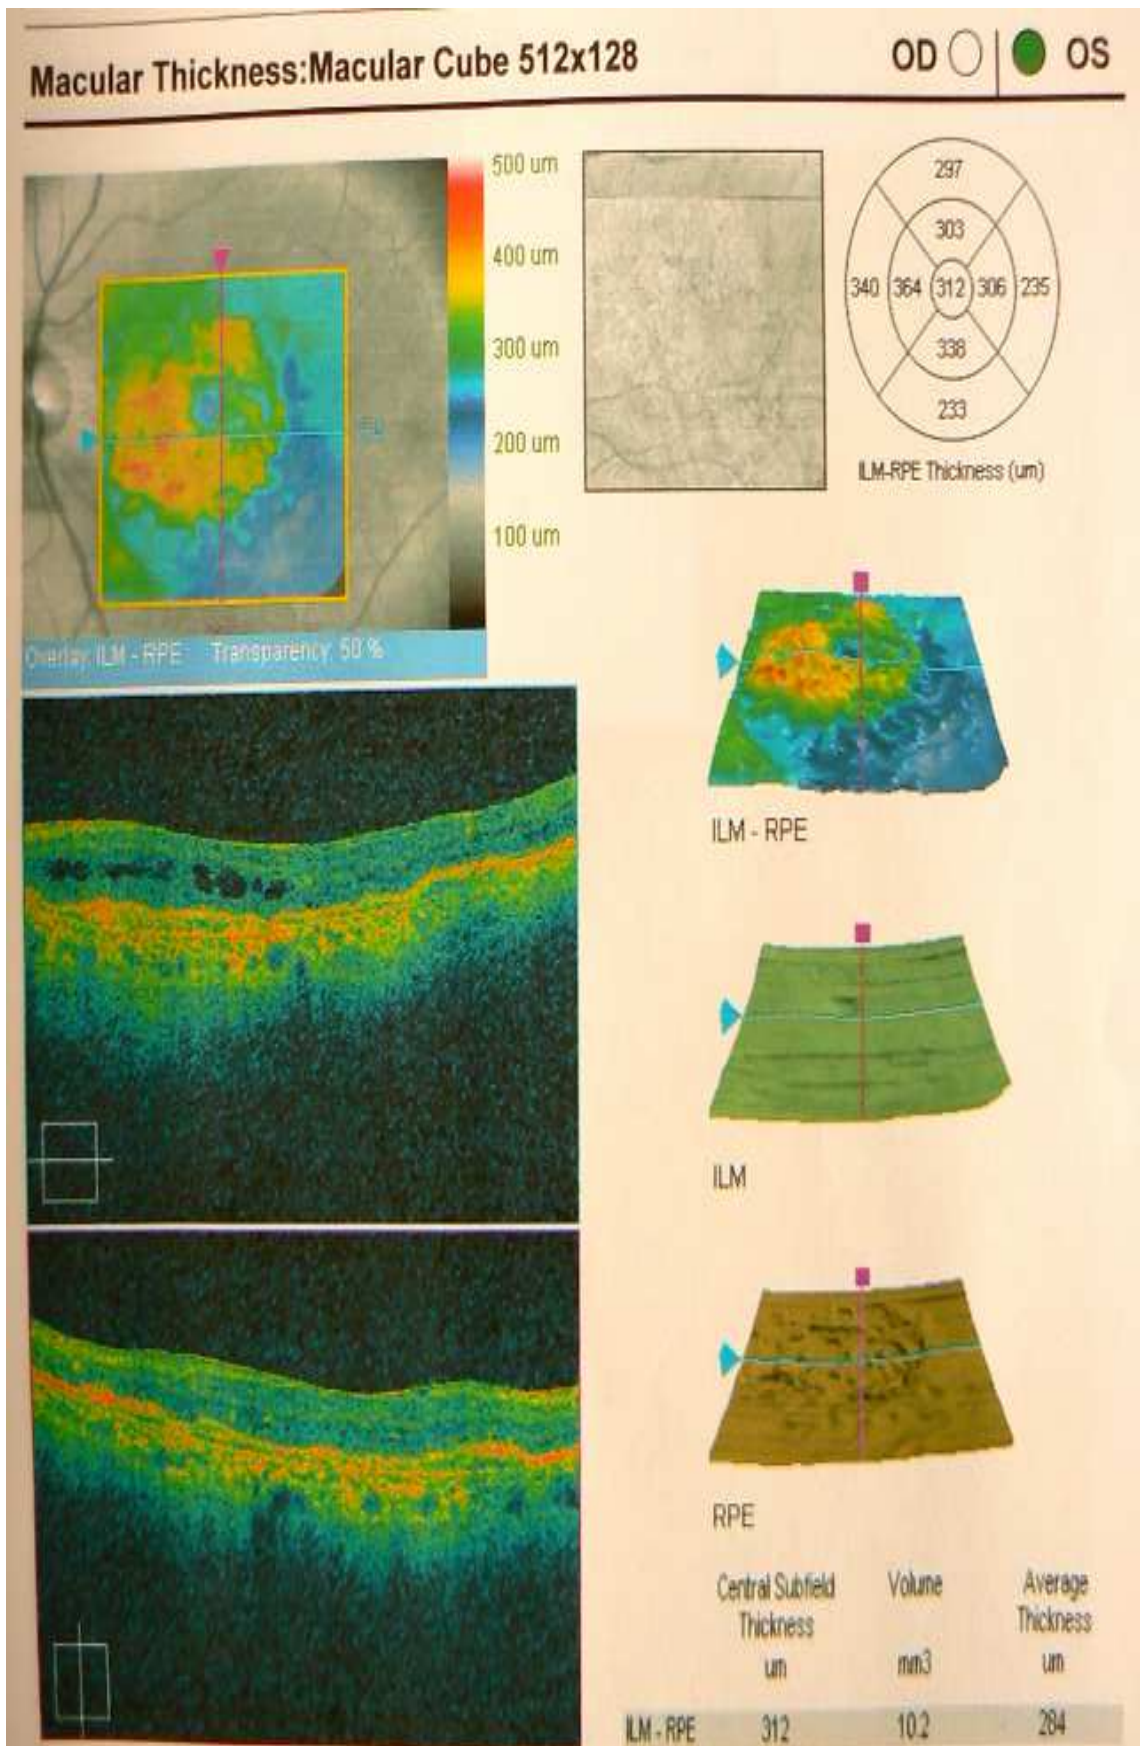 Macular Thickness:Macular Cube 512x128
OD OS
500 um
400 um
300 um
200 um
100 um
Overlay: ILM - RPE Transparency: 50 %
297
303
340 364 312 306 235
338
233
ILM-RPE Thickness (um)
ILM - RPE
ILM
RPE
Central Subfield Thickness um
Volume mm3
Average Thickness um
ILM - RPE 312 10.2 284